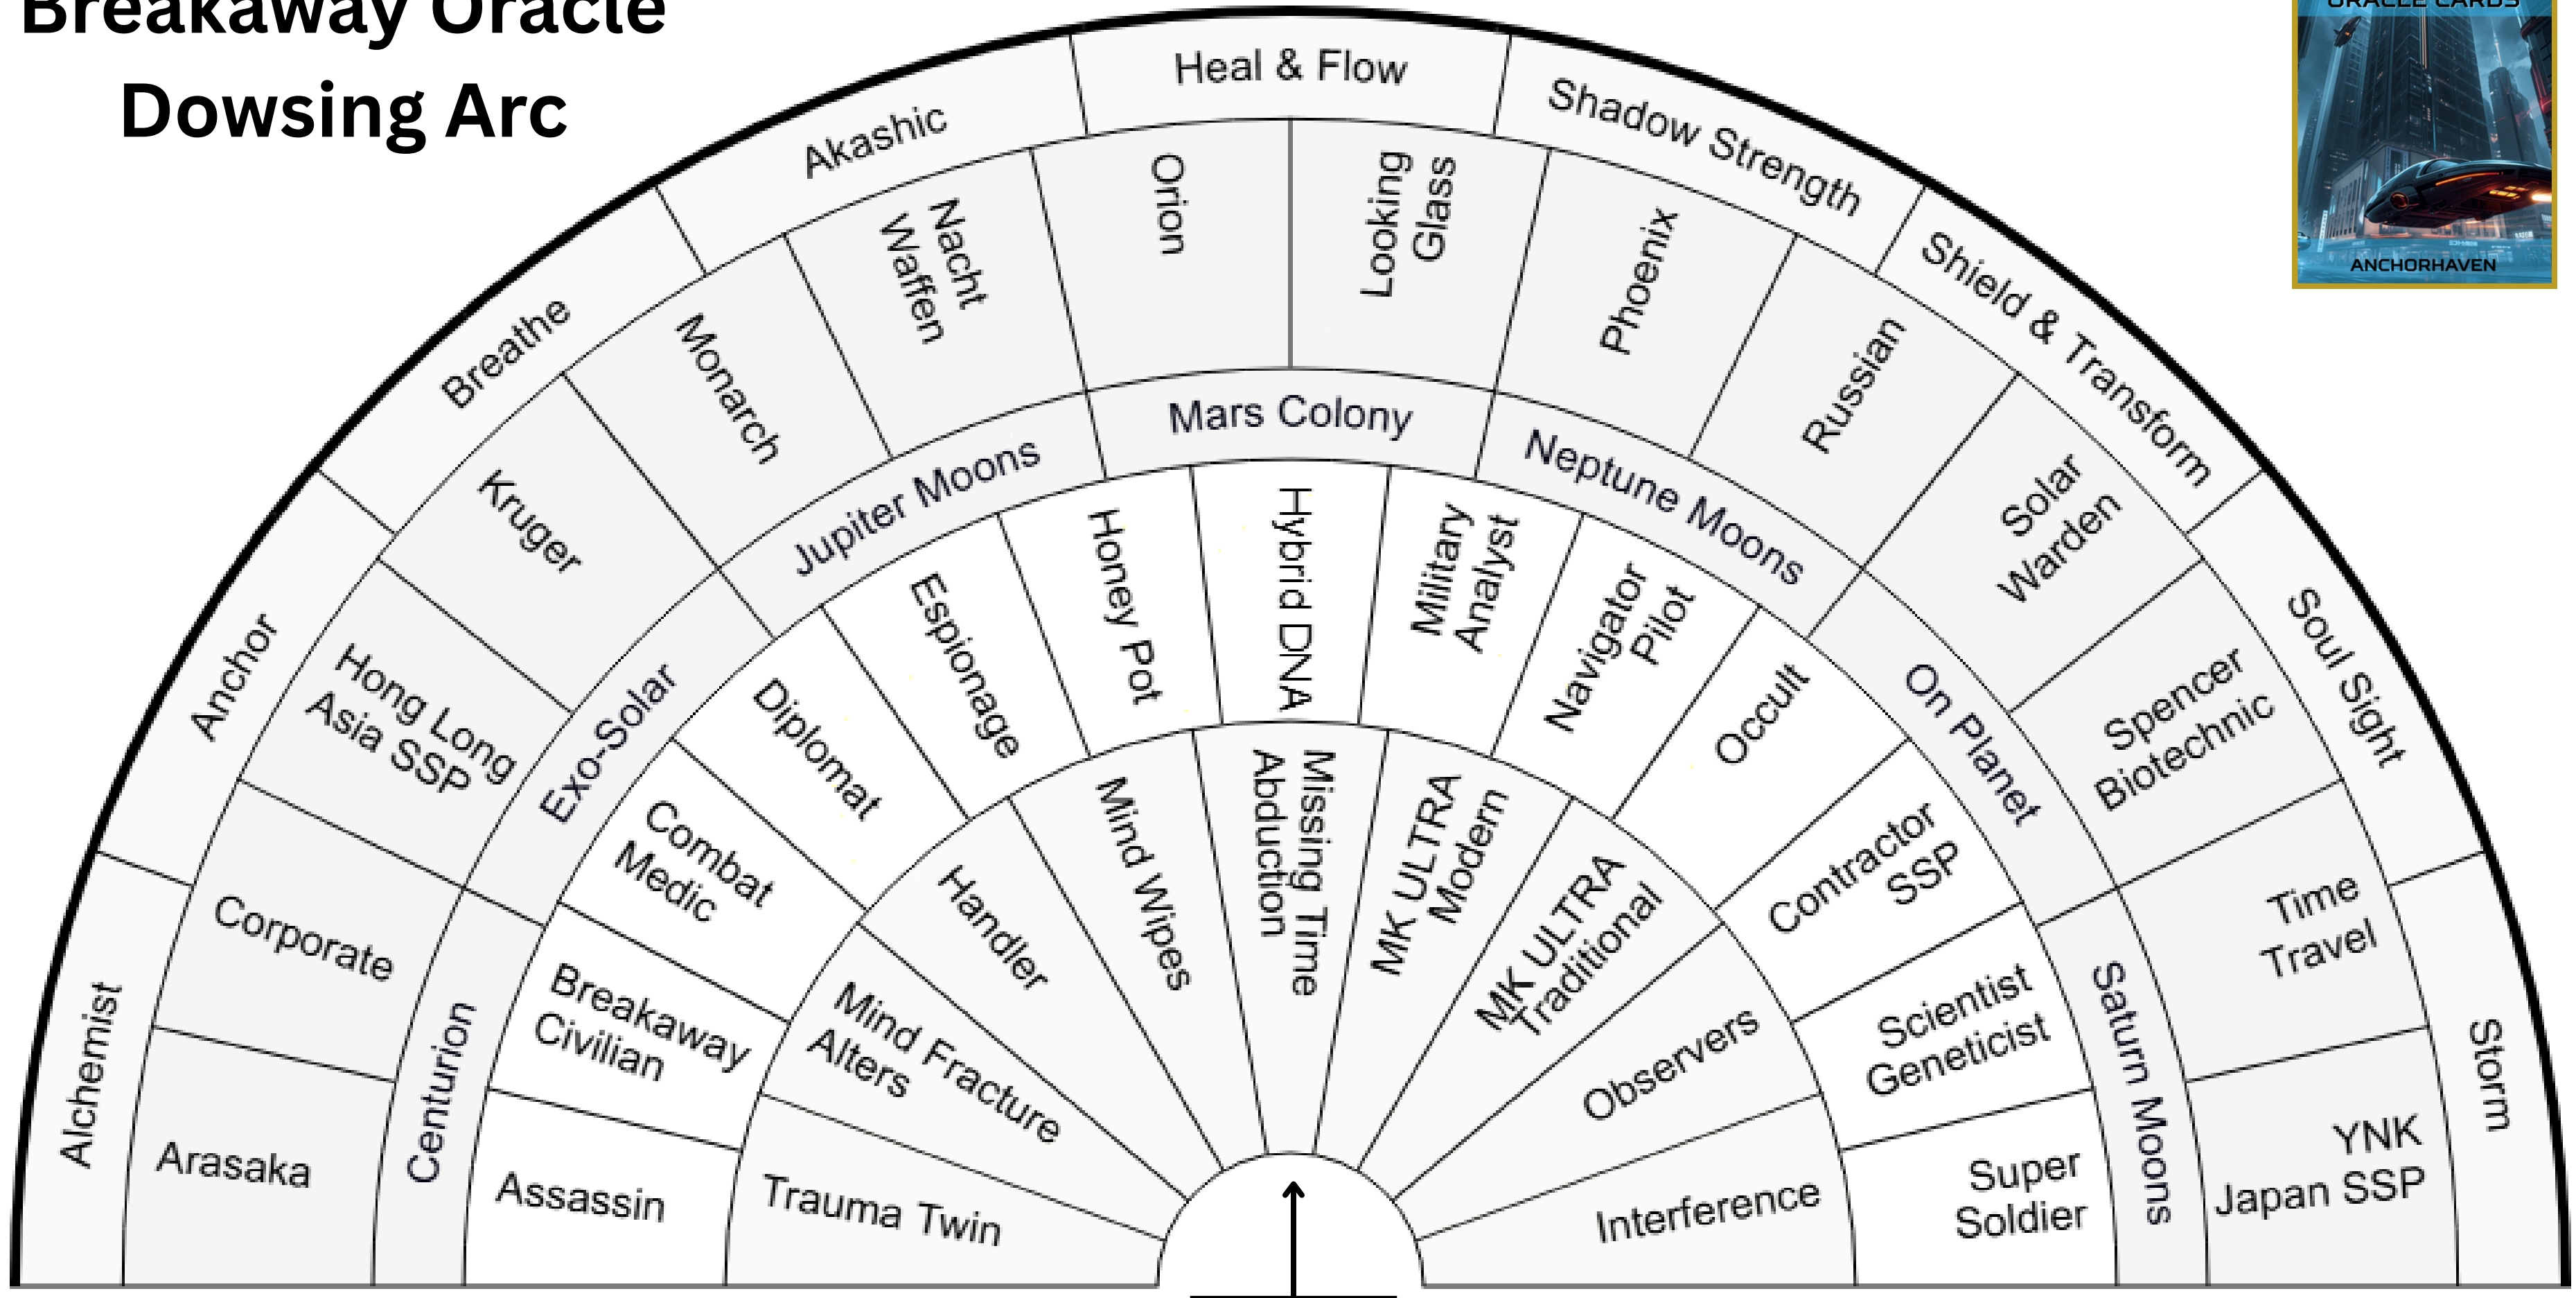 Breakaway Oracle
Dowsing Arc
ORACLE CARDS
ANCHORHAVEN
Alchemist
Anchor
Breathe
Akashic
Heal & Flow
Shadow Strength
Shield & Transform
Soul Sight
Storm
Arasaka
Corporate
Hong Long
Asia SSP
Kruger
Monarch
Nacht
Waffen
Orion
Looking
Glass
Phoenix
Russian
Solar
Warden
Spencer
Biotechnic
Time
Travel
YNK
Japan SSP
Centurion
Exo-Solar
Jupiter Moons
Mars Colony
Neptune Moons
On Planet
Saturn Moons
Assassin
Breakaway
Civilian
Combat
Medic
Diplomat
Espionage
Honey Pot
Hybrid DNA
Military
Analyst
Navigator
Pilot
Occult
Contractor
SSP
Scientist
Geneticist
Super
Soldier
Trauma Twin
Mind Fracture
Alters
Handler
Mind Wipes
Missing Time
Abduction
MK ULTRA
Modern
MK ULTRA
Traditional
Observers
Interference